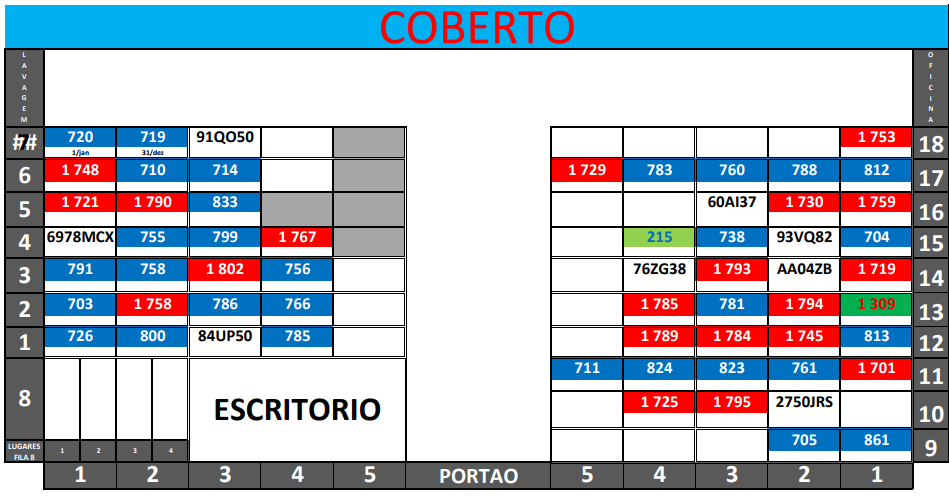 COBERTO
LAVAGEM
OFICINA
720 719 91QO50 1 753 18
1/jan 31/dez
6 1 748 710 714 1 729 783 760 788 812 17
5 1 721 1 790 833 60AI37 1 730 1 759 16
4 6978MCX 755 799 1 767 215 738 93VQ82 704 15
3 791 758 1 802 756 76ZG38 1 793 AA04ZB 1 719 14
2 703 1 758 786 766 1 785 781 1 794 1 309 13
1 726 800 84UP50 785 1 789 1 784 1 745 813 12
711 824 823 761 1 701 11
8 ESCRITORIO 1 725 1 795 2750JRS 10
705 861 9
LUGARES
FILA 8
1 2 3 4
1 2 3 4 5 PORTAO 5 4 3 2 1